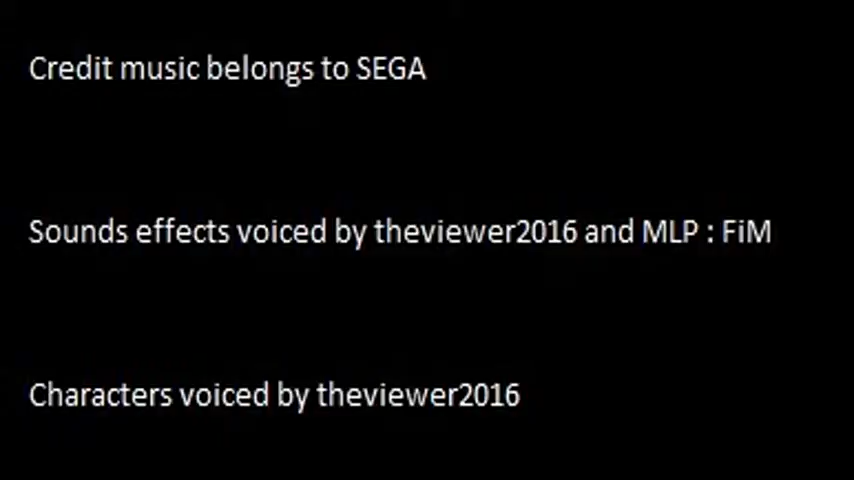 Credit music belongs to SEGA
Sounds effects voiced by theviewer2016 and MLP : FiM
Characters voiced by theviewer2016